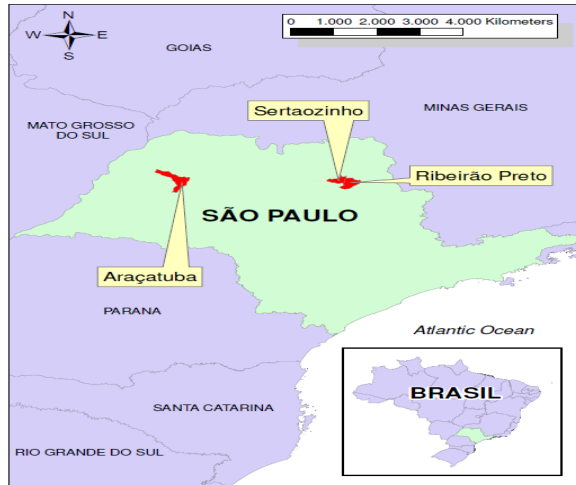 N
W E
S
0 1.000 2.000 3.000 4.000 Kilometers
GOIAS
MATO GROSSO
DO SUL
Sertaozinho
MINAS GERAIS
Ribeirão Preto
SÃO PAULO
Araçatuba
PARANA
Atlantic Ocean
SANTA CATARINA
RIO GRANDE DO SUL
BRASIL